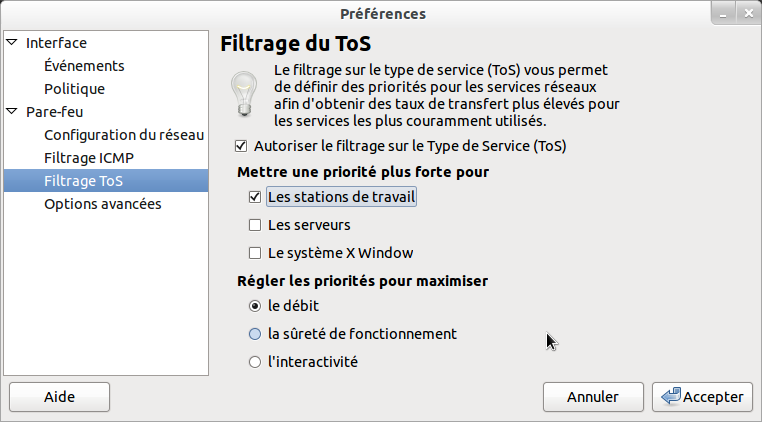 Préférences
Interface
Événements
Politique
Pare-feu
Configuration du réseau
Filtrage ICMP
Filtrage ToS
Options avancées
Filtrage du ToS
Le filtrage sur le type de service (ToS) vous permet
de définir des priorités pour les services réseaux
afin d'obtenir des taux de transfert plus élevés pour
les services les plus couramment utilisés.
Autoriser le filtrage sur le Type de Service (ToS)
Mettre une priorité plus forte pour
Les stations de travail
Les serveurs
Le système X Window
Régler les priorités pour maximiser
le débit
la sûreté de fonctionnement
l'interactivité
Aide
Annuler
Accepter